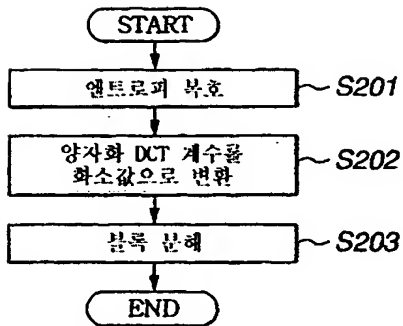 START
엔트로피 복호
S201
양자화 DCT 계수를
화소값으로 변환
S202
블록 분해
S203
END